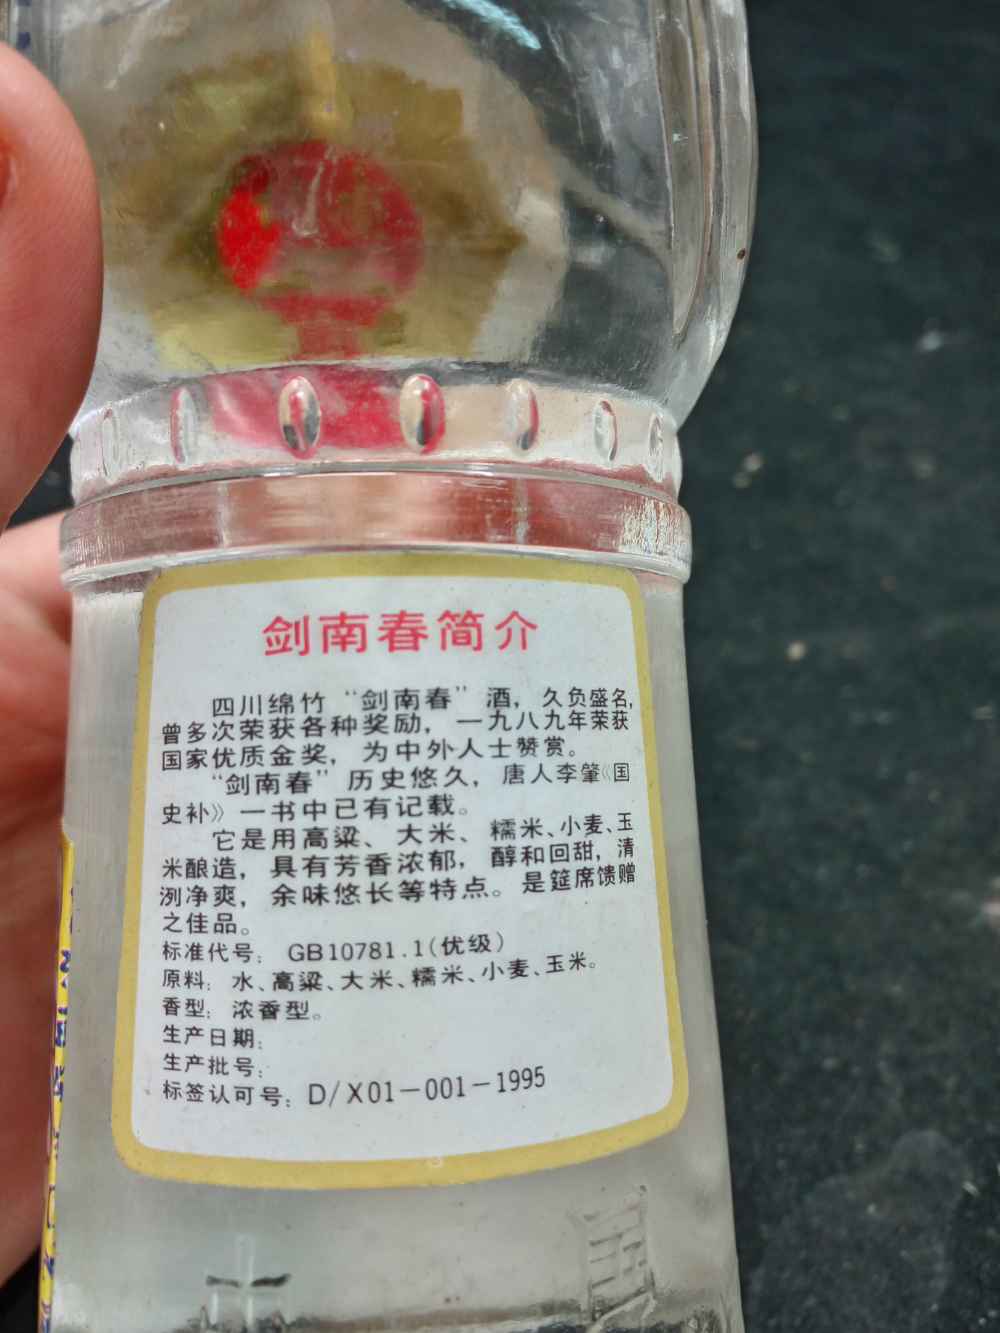 剑南春简介
四川绵竹“剑南春”酒，久负盛名，
曾多次荣获各种奖励，一九八九年荣获
国家优质金奖，为中外人士赞赏。
“剑南春”历史悠久，唐人李肇《国
史补》一书中已有记载。
它是用高粱、大米、糯米、小麦、玉
米酿造，具有芳香浓郁，醇和回甜，清
洌净爽，余味悠长等特点。是筵席馈赠
之佳品。
标准代号：GB10781.1(优级)
原料：水、高粱、大米、糯米、小麦、玉米。
香型：浓香型。
生产日期：
生产批号：
标签认可号：D/X01-001-1995